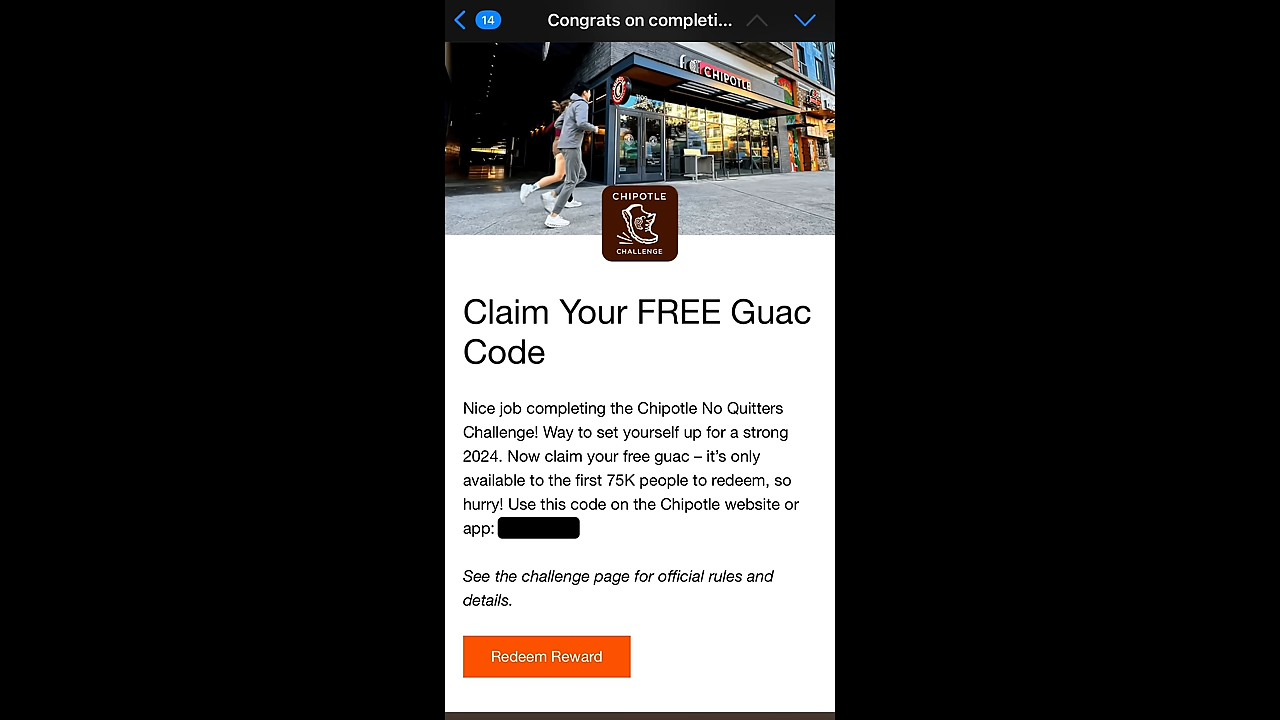 14
Congrats on completi...
CHIPOTLE
CHIPOTLE
CHALLENGE
Claim Your FREE Guac
Code
Nice job completing the Chipotle No Quitters
Challenge! Way to set yourself up for a strong
2024. Now claim your free guac – it’s only
available to the first 75K people to redeem, so
hurry! Use this code on the Chipotle website or
app:
See the challenge page for official rules and
details.
Redeem Reward